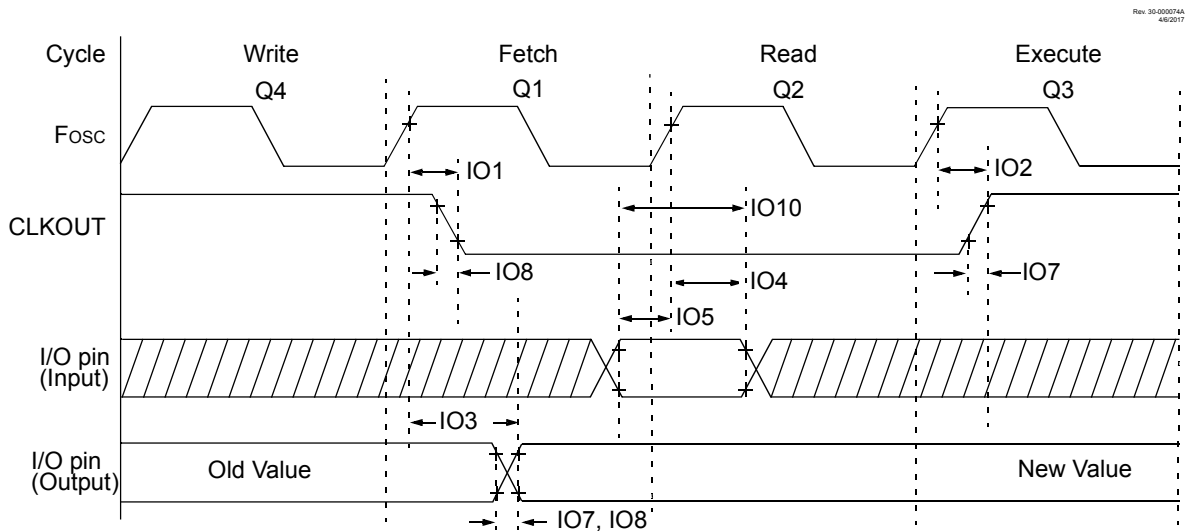 Rev. 30-000074A
4/6/2017
Cycle Write Fetch Read Execute
Q4 Q1 Q2 Q3
Fosc
IO1 IO2
CLKOUT
IO10
IO8 IO4 IO7
IO5
I/O pin
(Input)
IO3
I/O pin
(Output)
Old Value New Value
IO7, IO8